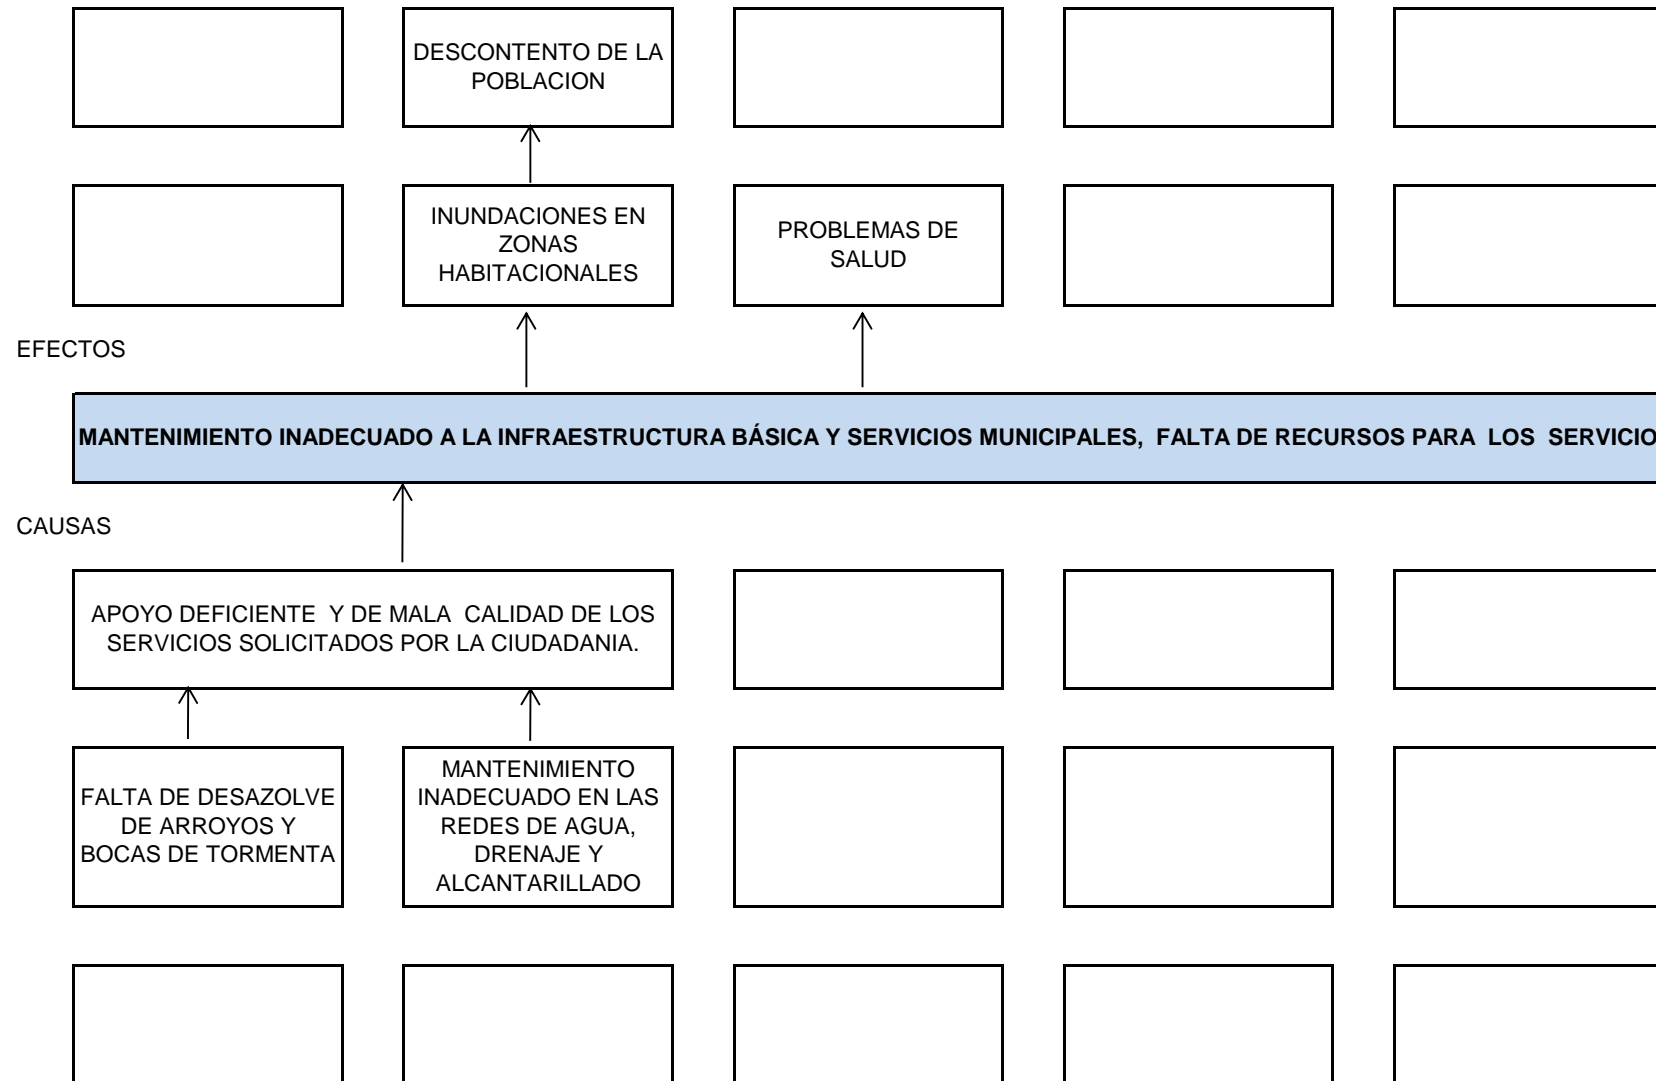 DESCONTENTO DE LA
POBLACION
INUNDACIONES EN
ZONAS
HABITACIONALES
PROBLEMAS DE
SALUD
EFECTOS
MANTENIMIENTO INADECUADO A LA INFRAESTRUCTURA BÁSICA Y SERVICIOS MUNICIPALES,  FALTA DE RECURSOS PARA  LOS  SERVICIO
CAUSAS
APOYO DEFICIENTE  Y DE MALA  CALIDAD DE LOS
SERVICIOS SOLICITADOS POR LA CIUDADANIA.
FALTA DE DESAZOLVE
DE ARROYOS Y
BOCAS DE TORMENTA
MANTENIMIENTO
INADECUADO EN LAS
REDES DE AGUA,
DRENAJE Y
ALCANTARILLADO